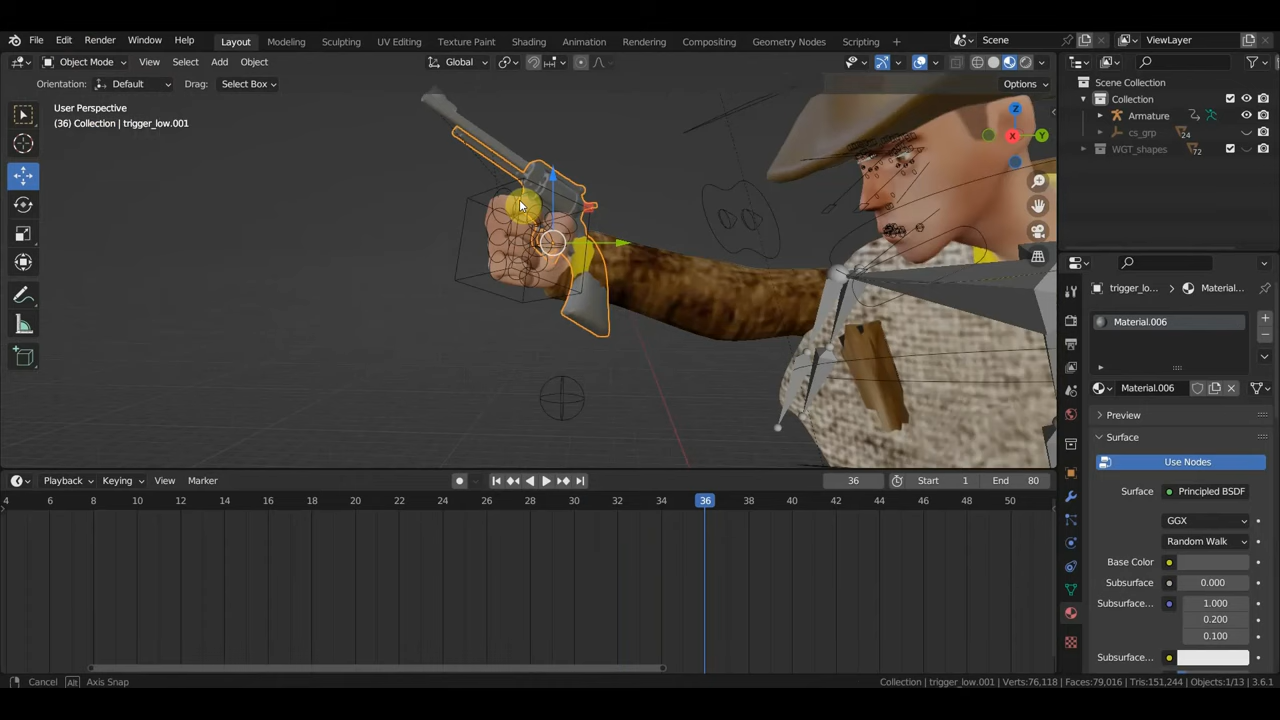 File Edit Render Window Help Layout Modeling Sculpting UV Editing Texture Paint Shading Animation Rendering Compositing Geometry Nodes Scripting + Scene ViewLayer
Object Mode View Select Add Object Global
Orientation: Default Drag: Select Box Options
User Perspective
(36) Collection | trigger_low.001
Scene Collection
Collection
Armature
cs_grp 24
WGT_shapes 72
X
Y
Z
trigger_lo... Material...
Material.006
Material.006
Preview
Surface
Use Nodes
Surface Principled BSDF
GGX
Random Walk
Base Color
Subsurface 0.000
Subsurface... 1.000
0.200
0.100
Subsurface...
Playback Keying View Marker 36 Start 1 End 80
4 6 8 10 12 14 16 18 20 22 24 26 28 30 32 34 36 38 40 42 44 46 48 50
Cancel Alt Axis Snap Collection | trigger_low.001 | Verts:76,118 | Faces:79,016 | Tris:151,244 | Objects:1/13 | 3.6.1